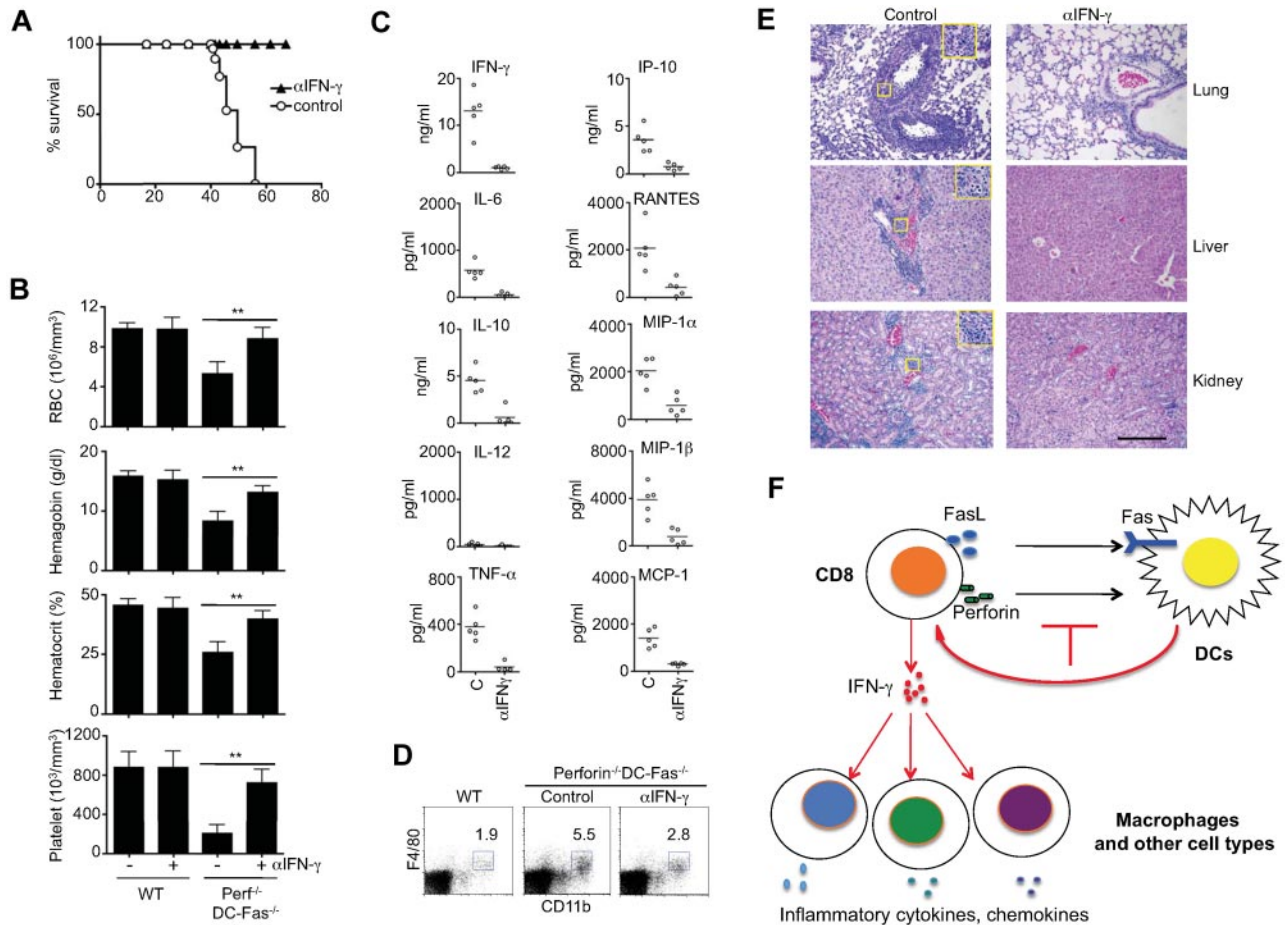 A
% survival
100
50
0
0 20 40 60 80
αIFN-γ
control
B
RBC (10⁶/mm³)
12
8
4
0
**
Hemagobin (g/dl)
20
10
0
**
Hematocrit (%)
50
25
0
**
Platelet (10³/mm³)
1200
800
400
0
**
- + - + αIFN-γ
WT
Perf⁻/⁻
DC-Fas⁻/⁻
C
IFN-γ
ng/ml
20
10
0
IP-10
ng/ml
10
5
0
IL-6
pg/ml
2000
1000
0
RANTES
pg/ml
4000
2000
0
IL-10
ng/ml
10
5
0
MIP-1α
pg/ml
4000
2000
0
IL-12
pg/ml
2000
1000
0
MIP-1β
pg/ml
8000
4000
0
TNF-α
pg/ml
800
400
0
MCP-1
pg/ml
4000
2000
0
C
αIFNγ
C
αIFNγ
D
Perforin⁻/⁻DC-Fas⁻/⁻
WT Control αIFN-γ
F4/80
1.9
5.5
2.8
CD11b
E
Control αIFN-γ
Lung
Liver
Kidney
F
FasL
Fas
CD8
Perforin
DCs
IFN-γ
Macrophages
and other cell types
Inflammatory cytokines, chemokines